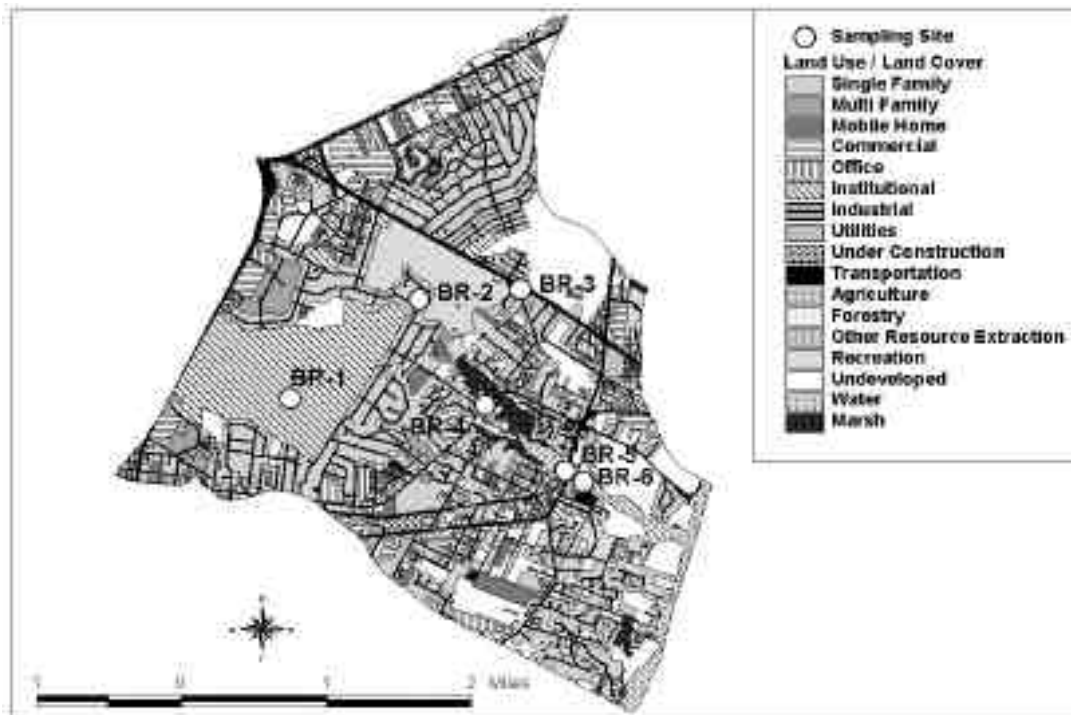 Sampling Site
Land Use / Land Cover
Single Family
Multi Family
Mobile Home
Commercial
Office
Institutional
Industrial
Utilities
Under Construction
Transportation
Agriculture
Forestry
Other Resource Extraction
Recreation
Undeveloped
Water
Marsh
BR-2
BR-3
BR-1
BR-4
BR-5
BR-6
1 0 1 2 Miles